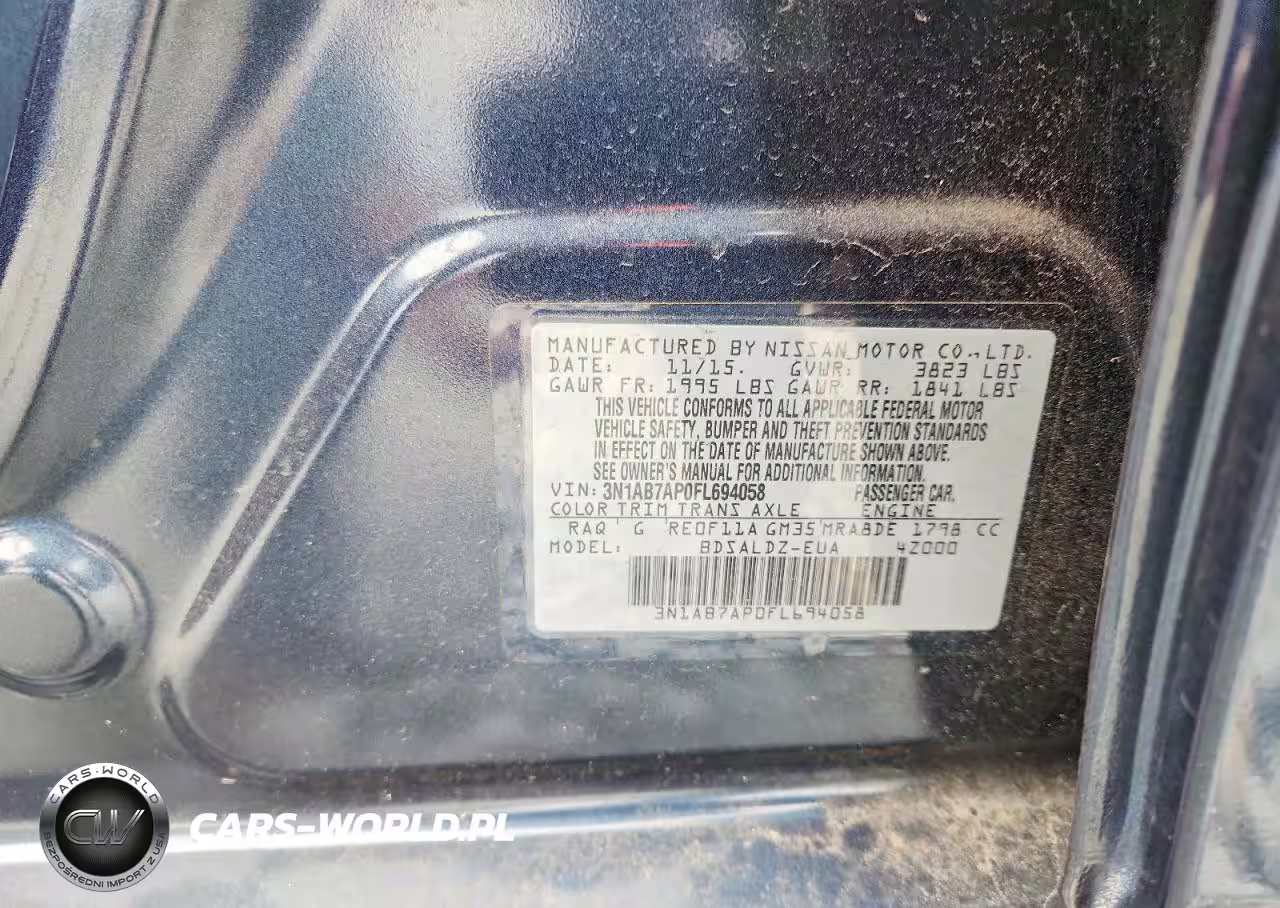 MANUFACTURED BY NISSAN MOTOR CO., LTD.
DATE: 11/15. GVWR: 3823 LBS
GAWR FR: 1995 LBS GAWR RR: 1841 LBS
THIS VEHICLE CONFORMS TO ALL APPLICABLE FEDERAL MOTOR
VEHICLE SAFETY, BUMPER AND THEFT PREVENTION STANDARDS
IN EFFECT ON THE DATE OF MANUFACTURE SHOWN ABOVE.
SEE OWNER'S MANUAL FOR ADDITIONAL INFORMATION.
VIN: 3N1AB7AP0FL694058 PASSENGER CAR.
COLOR TRIM TRANS AXLE ENGINE
RAQ G RE0F11A GM35 MRA8DE 1798 CC
MODEL: BDSALDZ-EUA 4Z000
3N1AB7AP0FL694058
CARS-WORLD
CW
BEZPOŚREDNI IMPORT Z USA
CARS-WORLD.PL